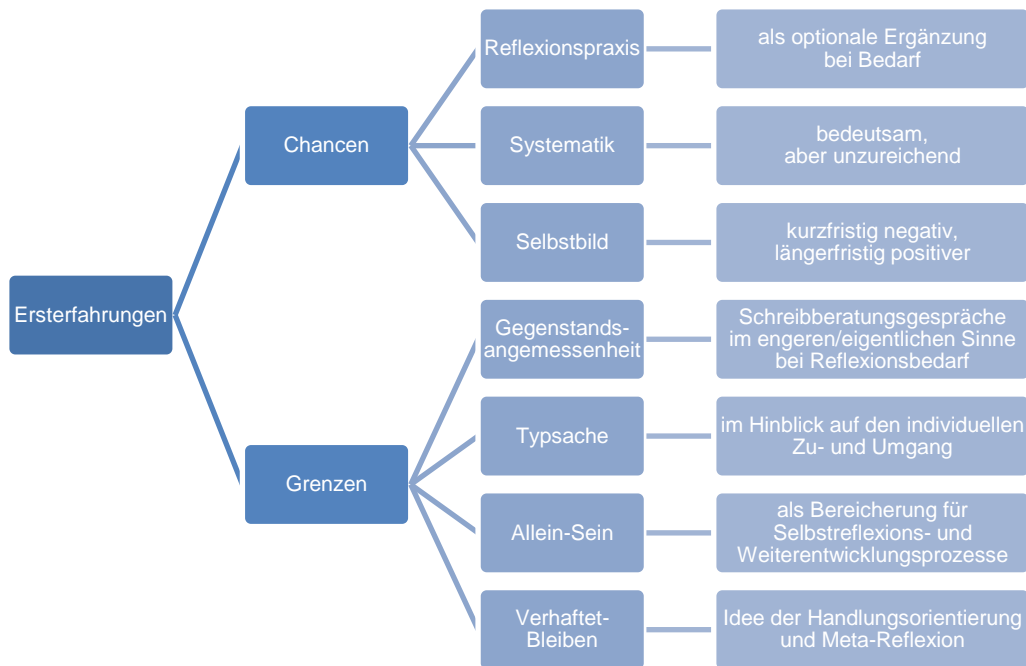 Ersterfahrungen
Chancen
Reflexionspraxis
als optionale Ergänzung
bei Bedarf
Systematik
bedeutsam,
aber unzureichend
Selbstbild
kurzfristig negativ,
längerfristig positiver
Grenzen
Gegenstands-
angemessenheit
Schreibberatungsgespräche
im engeren/eigentlichen Sinne
bei Reflexionsbedarf
Typsache
im Hinblick auf den individuellen
Zu- und Umgang
Allein-Sein
als Bereicherung für
Selbstreflexions- und
Weiterentwicklungsprozesse
Verhaftet-
Bleiben
Idee der Handlungsorientierung
und Meta-Reflexion